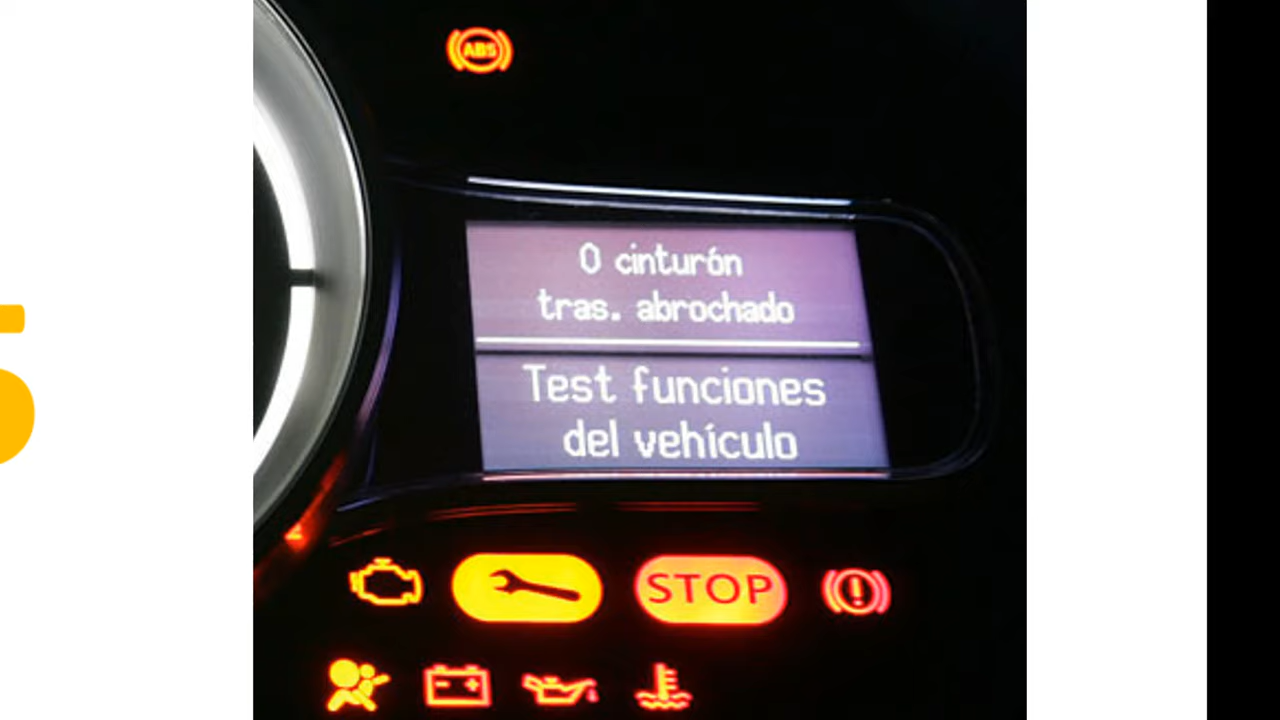 ABS
0 cinturón
tras. abrochado
Test funciones
del vehículo
STOP